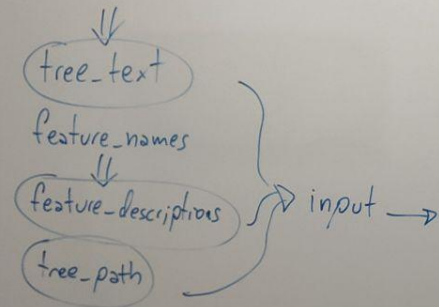 tree_text
feature_names
feature_descriptions
input
tree_path